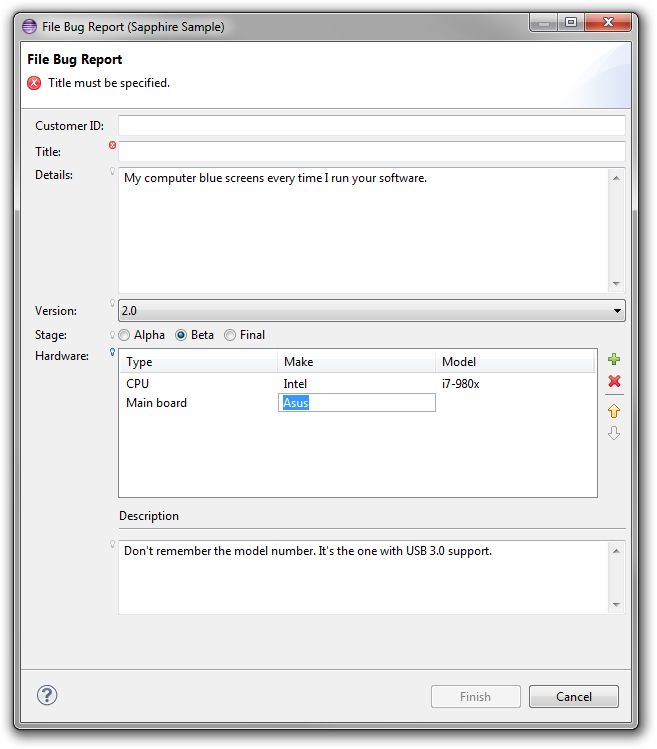 File Bug Report (Sapphire Sample)
File Bug Report
Title must be specified.
Customer ID:
Title:
Details:
My computer blue screens every time I run your software.
Version:
2.0
Stage:
Alpha Beta Final
Hardware:
Type Make Model
CPU Intel i7-980x
Main board Asus
Description
Don't remember the model number. It's the one with USB 3.0 support.
?
Finish Cancel